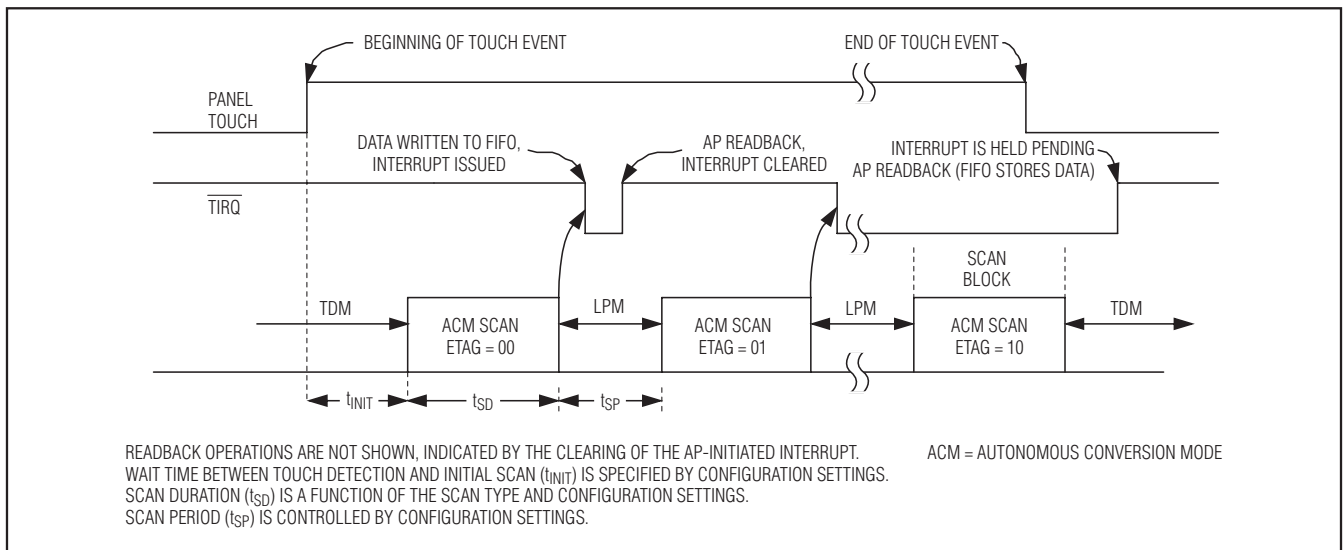 BEGINNING OF TOUCH EVENT
END OF TOUCH EVENT
PANEL
TOUCH
DATA WRITTEN TO FIFO,
INTERRUPT ISSUED
AP READBACK,
INTERRUPT CLEARED
INTERRUPT IS HELD PENDING
AP READBACK (FIFO STORES DATA)
TIRQ
SCAN
BLOCK
TDM
ACM SCAN
ETAG = 00
LPM
ACM SCAN
ETAG = 01
LPM
ACM SCAN
ETAG = 10
TDM
tINIT
tSD
tSP
READBACK OPERATIONS ARE NOT SHOWN, INDICATED BY THE CLEARING OF THE AP-INITIATED INTERRUPT.
ACM = AUTONOMOUS CONVERSION MODE
WAIT TIME BETWEEN TOUCH DETECTION AND INITIAL SCAN (tINIT) IS SPECIFIED BY CONFIGURATION SETTINGS.
SCAN DURATION (tSD) IS A FUNCTION OF THE SCAN TYPE AND CONFIGURATION SETTINGS.
SCAN PERIOD (tSP) IS CONTROLLED BY CONFIGURATION SETTINGS.